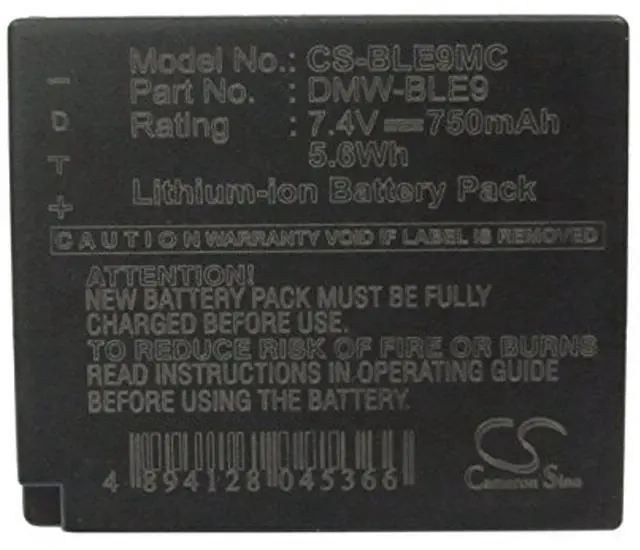 Model No.: CS-BLE9MC
Part No. : DMW-BLE9
Rating : 7.4V⎓750mAh
5.6Wh
Lithium-ion Battery Pack
− D T +
CAUTION WARRANTY VOID IF LABEL IS REMOVED
ATTENTION!
NEW BATTERY PACK MUST BE FULLY
CHARGED BEFORE USE.
TO REDUCE RISK OF FIRE OR BURNS
READ INSTRUCTIONS IN OPERATING GUIDE
BEFORE USING THE BATTERY.
4 894128 045366
CS
Cameron Sino